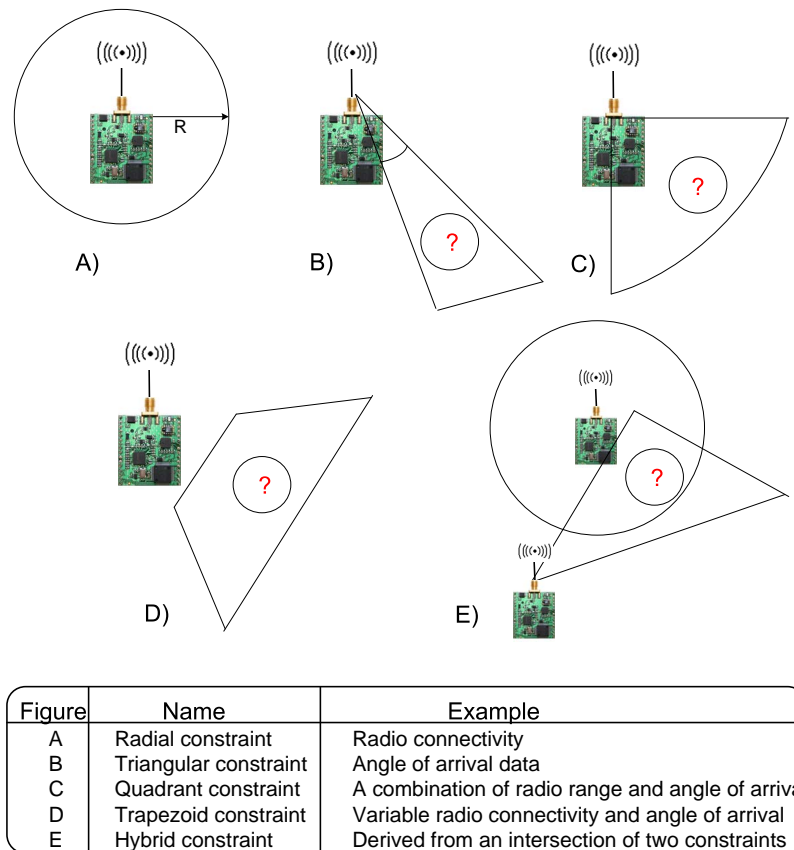 R
A)
?
B)
?
C)
?
D)
?
E)
Figure Name Example
A Radial constraint Radio connectivity
B Triangular constraint Angle of arrival data
C Quadrant constraint A combination of radio range and angle of arriva
D Trapezoid constraint Variable radio connectivity and angle of arrival
E Hybrid constraint Derived from an intersection of two constraints